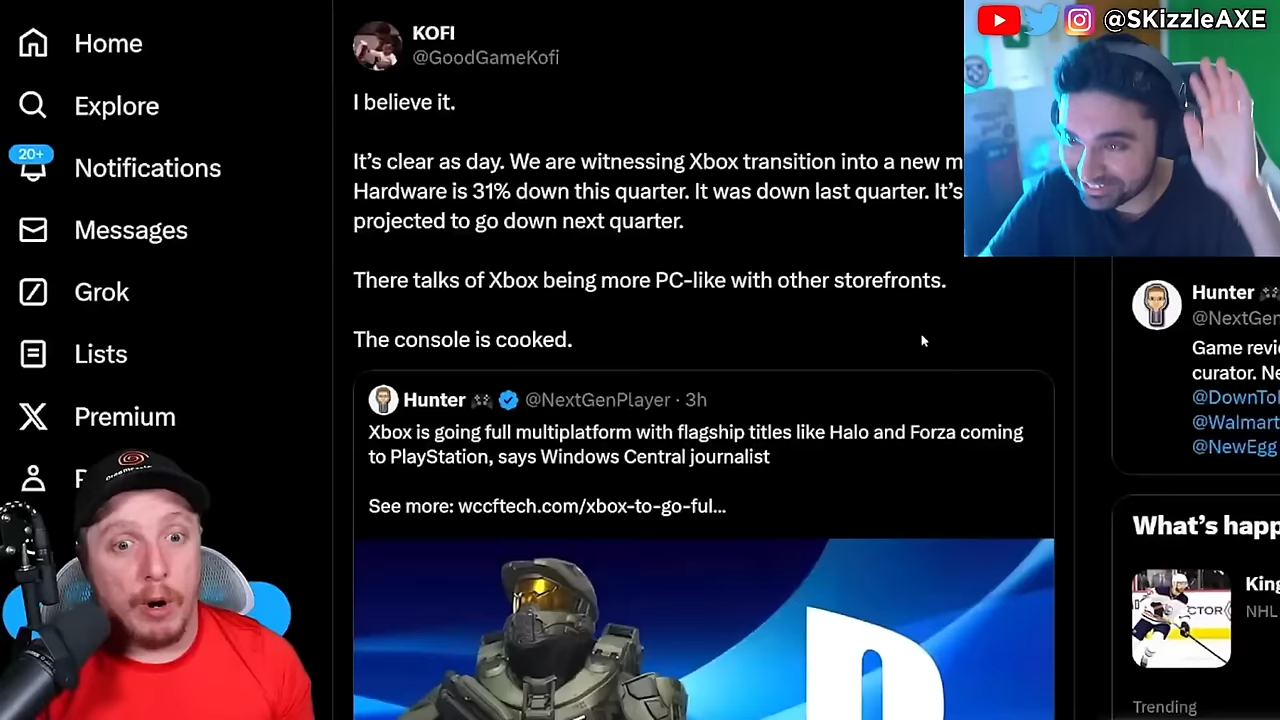 @SKizzleAXE
Home
Explore
20+
Notifications
Messages
Grok
Lists
Premium
KOFI
@GoodGameKofi
I believe it.
It's clear as day. We are witnessing Xbox transition into a new m
Hardware is 31% down this quarter. It was down last quarter. It's
projected to go down next quarter.
There talks of Xbox being more PC-like with other storefronts.
The console is cooked.
Hunter @NextGenPlayer · 3h
Xbox is going full multiplatform with flagship titles like Halo and Forza coming
to PlayStation, says Windows Central journalist
See more: wccftech.com/xbox-to-go-ful...
Hunter
@NextGen
Game revi
curator. Ne
@DownTo
@Walmart
@NewEgg
What's happ
King
NHL
Trending